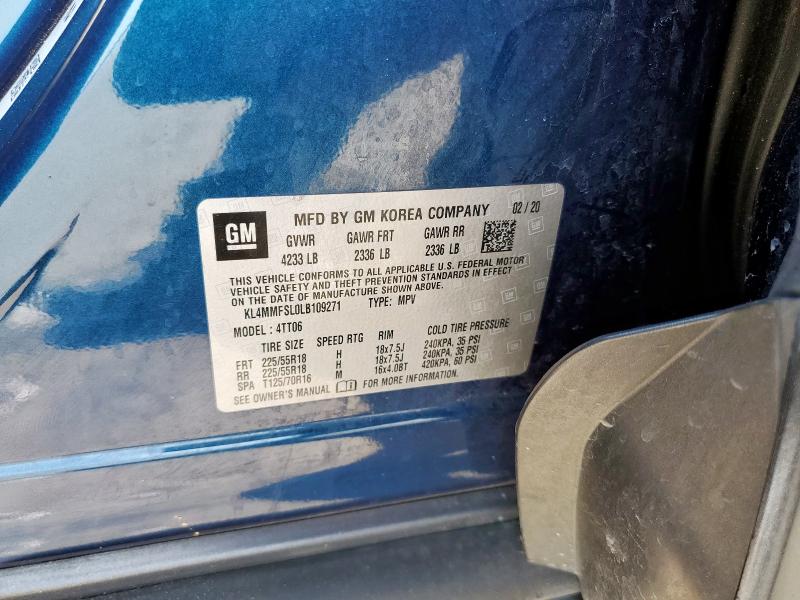 GM
MFD BY GM KOREA COMPANY 02/20
GVWR GAWR FRT GAWR RR
4233 LB 2336 LB 2336 LB
THIS VEHICLE CONFORMS TO ALL APPLICABLE U.S. FEDERAL MOTOR
VEHICLE SAFETY AND THEFT PREVENTION STANDARDS IN EFFECT
ON THE DATE OF MANUFACTURE SHOWN ABOVE.
KL4MMFSL0LB109271 TYPE: MPV
MODEL: 4TT06
TIRE SIZE SPEED RTG RIM COLD TIRE PRESSURE
FRT 225/55R18 H 18x7.5J 240KPA, 35 PSI
RR 225/55R18 H 18x7.5J 240KPA, 35 PSI
SPA T125/70R16 M 16x4.0BT 420KPA, 60 PSI
SEE OWNER'S MANUAL FOR MORE INFORMATION.